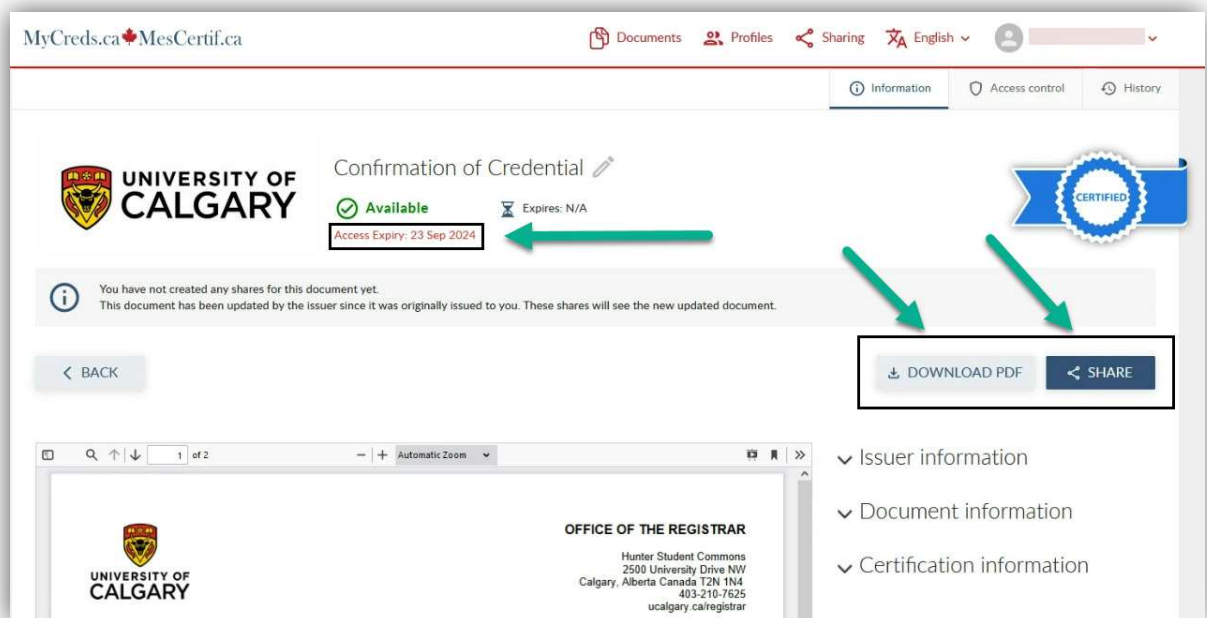 MyCreds.ca MesCertif.ca
Documents
Profiles
Sharing
English
Information
Access control
History
UNIVERSITY OF
CALGARY
Confirmation of Credential
Available
Expires: N/A
Access Expiry: 23 Sep 2024
CERTIFIED
You have not created any shares for this document yet.
This document has been updated by the issuer since it was originally issued to you. These shares will see the new updated document.
BACK
DOWNLOAD PDF
SHARE
1 of 2
Automatic Zoom
UNIVERSITY OF
CALGARY
OFFICE OF THE REGISTRAR
Hunter Student Commons
2500 University Drive NW
Calgary, Alberta Canada T2N 1N4
403-210-7625
ucalgary.ca/registrar
Issuer information
Document information
Certification information